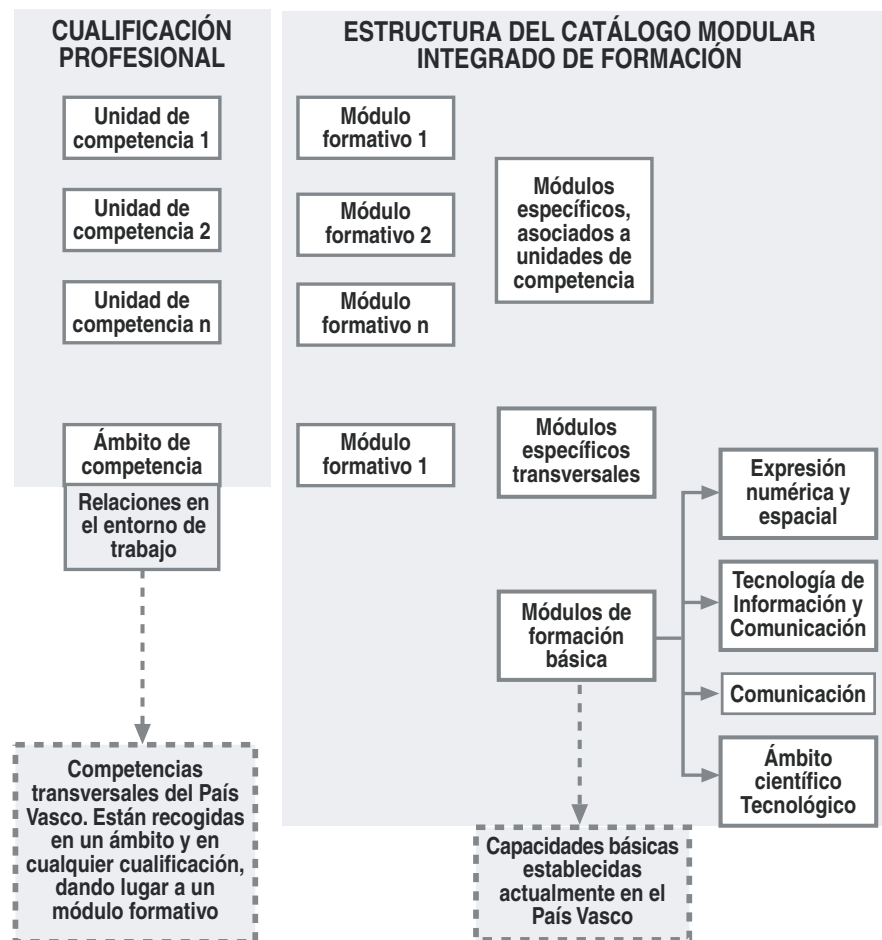 CUALIFICACIÓN
PROFESIONAL
ESTRUCTURA DEL CATÁLOGO MODULAR
INTEGRADO DE FORMACIÓN
Unidad de
competencia 1
Módulo
formativo 1
Unidad de
competencia 2
Módulo
formativo 2
Unidad de
competencia n
Módulo
formativo n
Módulos
específicos,
asociados a
unidades de
competencia
Ámbito de
competencia
Relaciones en
el entorno de
trabajo
Módulo
formativo 1
Módulos
específicos
transversales
Módulos de
formación
básica
Expresión
numérica y
espacial
Tecnología de
Información y
Comunicación
Comunicación
Ámbito
científico
Tecnológico
Competencias
transversales del País
Vasco. Están recogidas
en un ámbito y en
cualquier cualificación,
dando lugar a un
módulo formativo
Capacidades básicas
establecidas
actualmente en el
País Vasco